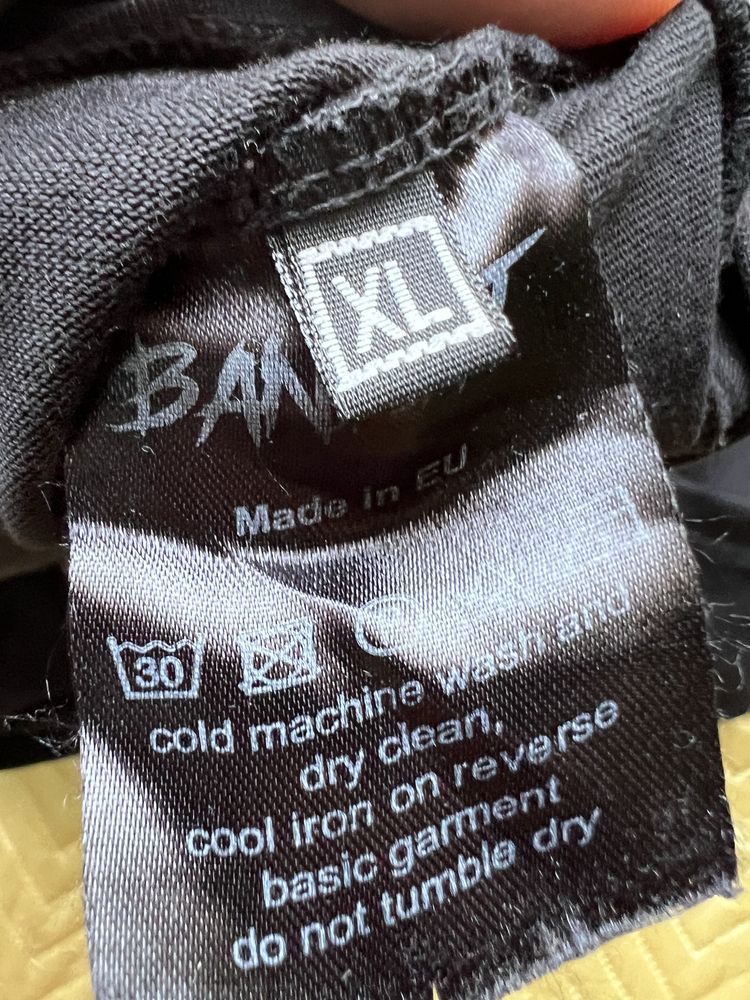 XL
Made in EU
30
cold machine wash and
dry clean,
cool iron on reverse
basic garment
do not tumble dry